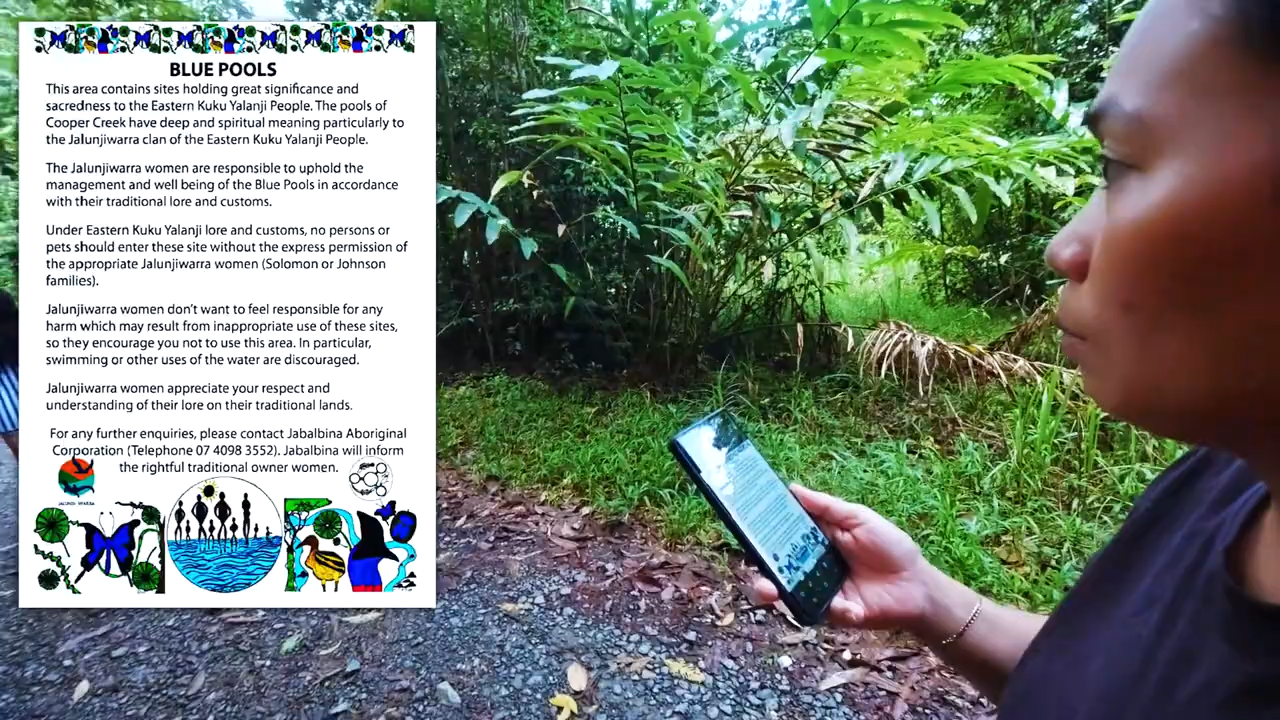 BLUE POOLS
This area contains sites holding great significance and
sacredness to the Eastern Kuku Yalanji People. The pools of
Cooper Creek have deep and spiritual meaning particularly to
the Jalunjiwarra clan of the Eastern Kuku Yalanji People.
The Jalunjiwarra women are responsible to uphold the
management and well being of the Blue Pools in accordance
with their traditional lore and customs.
Under Eastern Kuku Yalanji lore and customs, no persons or
pets should enter these site without the express permission of
the appropriate Jalunjiwarra women (Solomon or Johnson
families).
Jalunjiwarra women don't want to feel responsible for any
harm which may result from inappropriate use of these sites,
so they encourage you not to use this area. In particular,
swimming or other uses of the water are discouraged.
Jalunjiwarra women appreciate your respect and
understanding of their lore on their traditional lands.
For any further enquiries, please contact Jabalbina Aboriginal
Corporation (Telephone 07 4098 3552). Jabalbina will inform
the rightful traditional owner women.